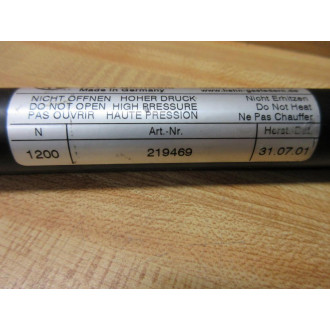 Made in Germany
NICHT ÖFFNEN HOHER DRUCK Nicht Erhitzen
DO NOT OPEN HIGH PRESSURE Do Not Heat
PAS OUVRIR HAUTE PRESSION Ne Pas Chauffer
N Art.-Nr.
1200 219469 31.07.01